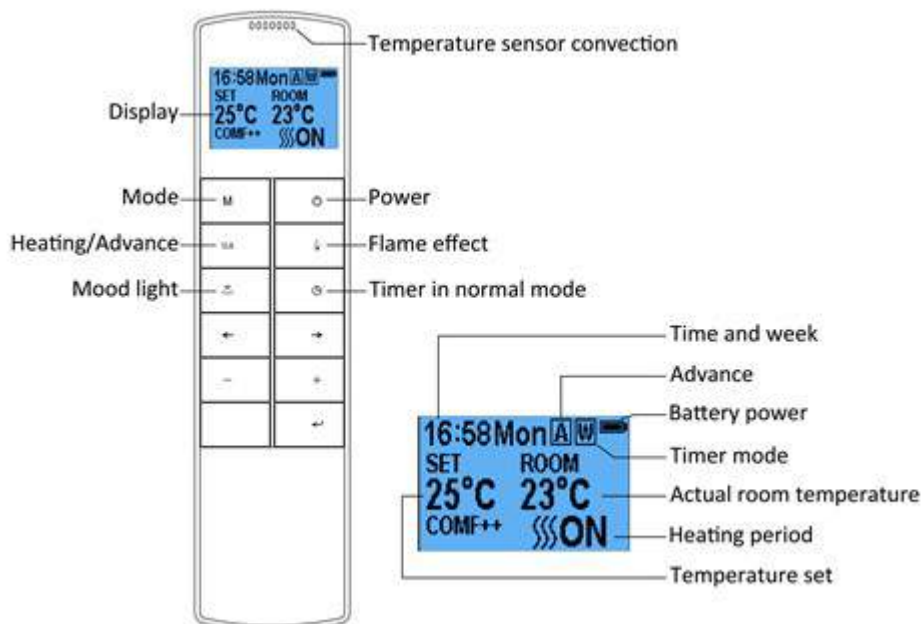 Temperature sensor convection
16:58Mon A W
SET ROOM
25°C 23°C
COMF++ ON
Display
Mode
M
Power
Heating/Advance
Flame effect
Mood light
Timer in normal mode
← →
- +
↵
Time and week
Advance
Battery power
16:58Mon A W
Timer mode
SET ROOM
25°C 23°C
Actual room temperature
COMF++ ON
Heating period
Temperature set